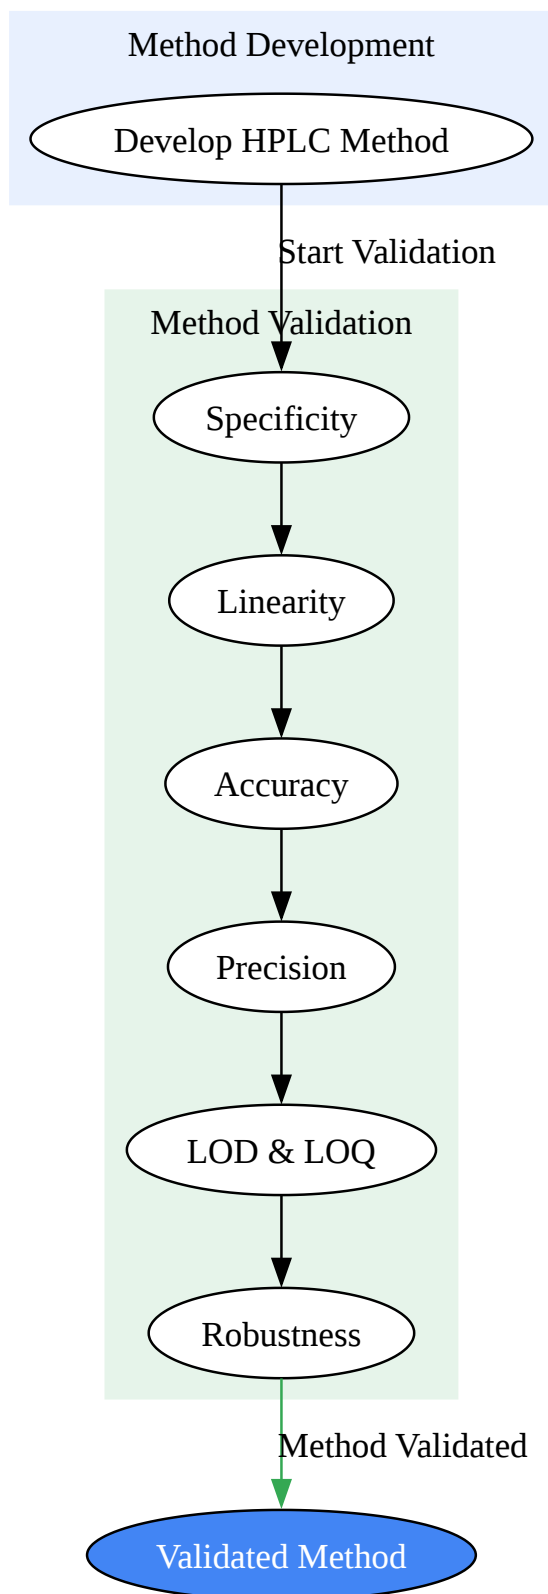 Method Development
Develop HPLC Method
Start Validation
Method Validation
Specificity
Linearity
Accuracy
Precision
LOD & LOQ
Robustness
Method Validated
Validated Method